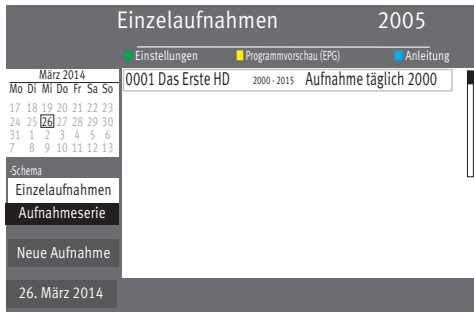 Einzelaufnahmen 2005
Einstellungen Programmvorschau (EPG) Anleitung
März 2014
Mo Di Mi Do Fr Sa So
17 18 19 20 21 22 23
24 25 26 27 28 29 30
31 1 2 3 4 5 6
7 8 9 10 11 12 13
0001 Das Erste HD 2000 - 2015 Aufnahme täglich 2000
-Schema
Einzelaufnahmen
Aufnahmeserie
Neue Aufnahme
26. März 2014